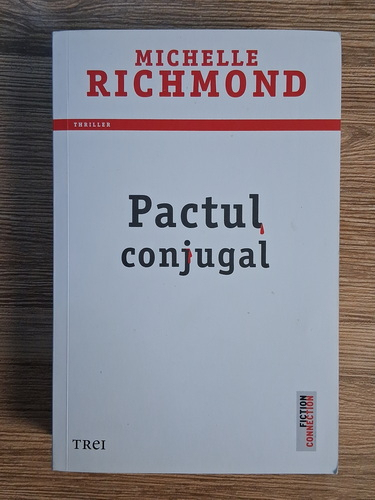 MICHELLE
RICHMOND
THRILLER
Pactul
conjugal
FICTION
CONNECTION
TREI